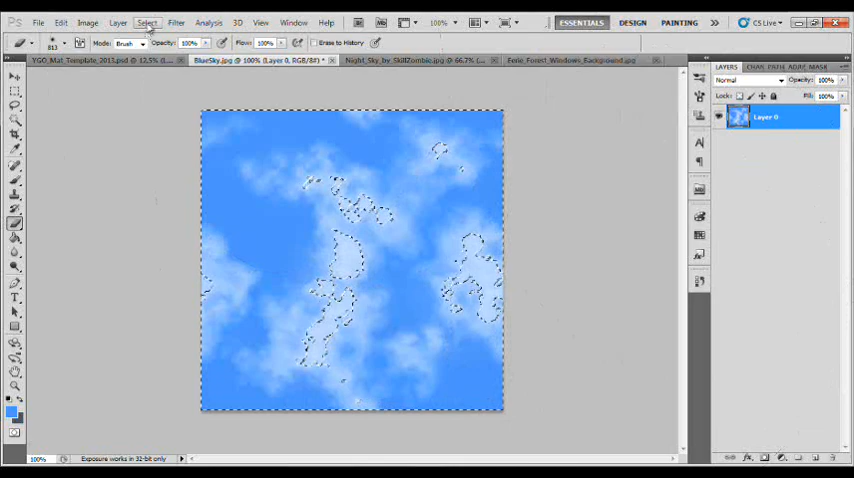 Ps File Edit Image Layer Select Filter Analysis 3D View Window Help Br Mb 100% ESSENTIALS DESIGN PAINTING >> CS Live
813 Mode: Brush Opacity: 100% Flow: 100% Erase to History
YGO_Mat_Template_2013.psd @ 12.5% (L... × BlueSky.jpg @ 100% (Layer 0, RGB/8#) * × Night_Sky_by_SkillZombie.jpg @ 66.7% (... × Eerie_Forest_Windows_Background.jpg ×
LAYERS CHAN PATH ADJU MASK
Normal Opacity: 100%
Lock: Fill: 100%
Layer 0
100% Exposure works in 32-bit only